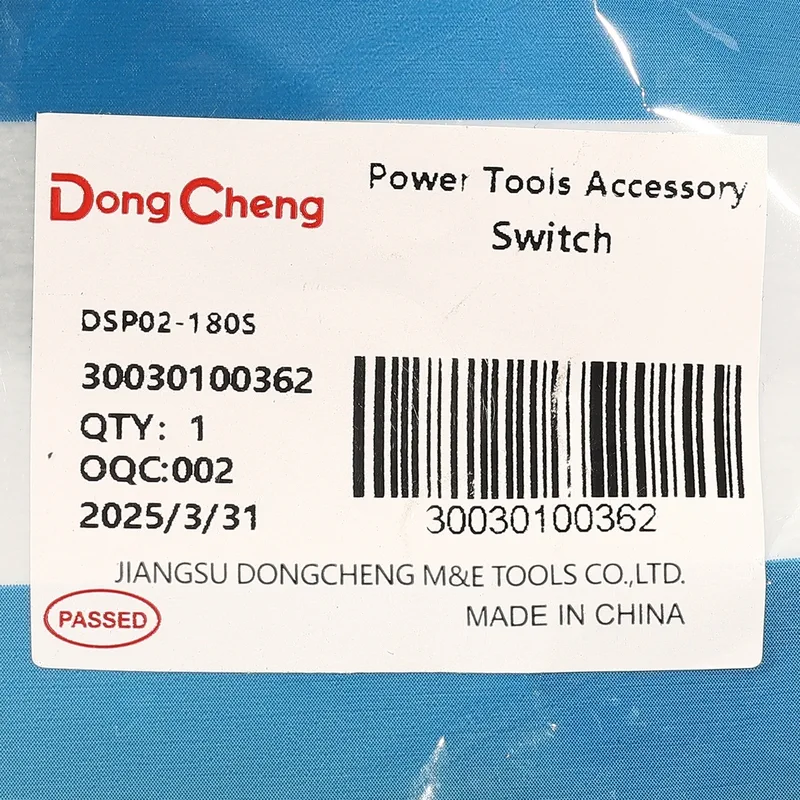 Dong Cheng
Power Tools Accessory
Switch
DSP02-180S
30030100362
QTY: 1
OQC:002
2025/3/31
30030100362
JIANGSU DONGCHENG M&E TOOLS CO.,LTD.
PASSED
MADE IN CHINA